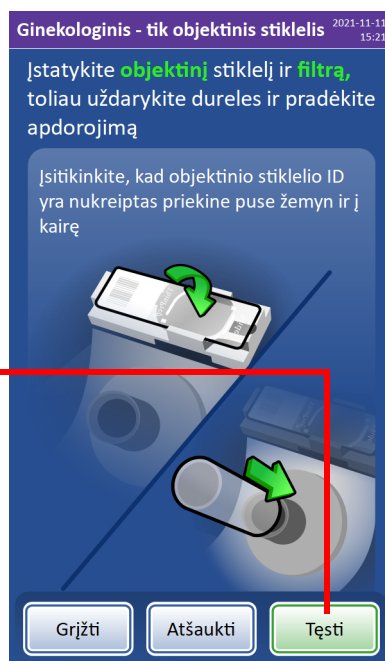 Ginekologinis - tik objektinis stiklelis
2021-11-11
15:21
Įstatykite objektinį stiklelį ir filtrą,
toliau uždarykite dureles ir pradėkite
apdorojimą
Įsitikinkite, kad objektinio stiklelio ID
yra nukreiptas priekine puse žemyn ir į
kairę
Grįžti
Atšaukti
Tęsti